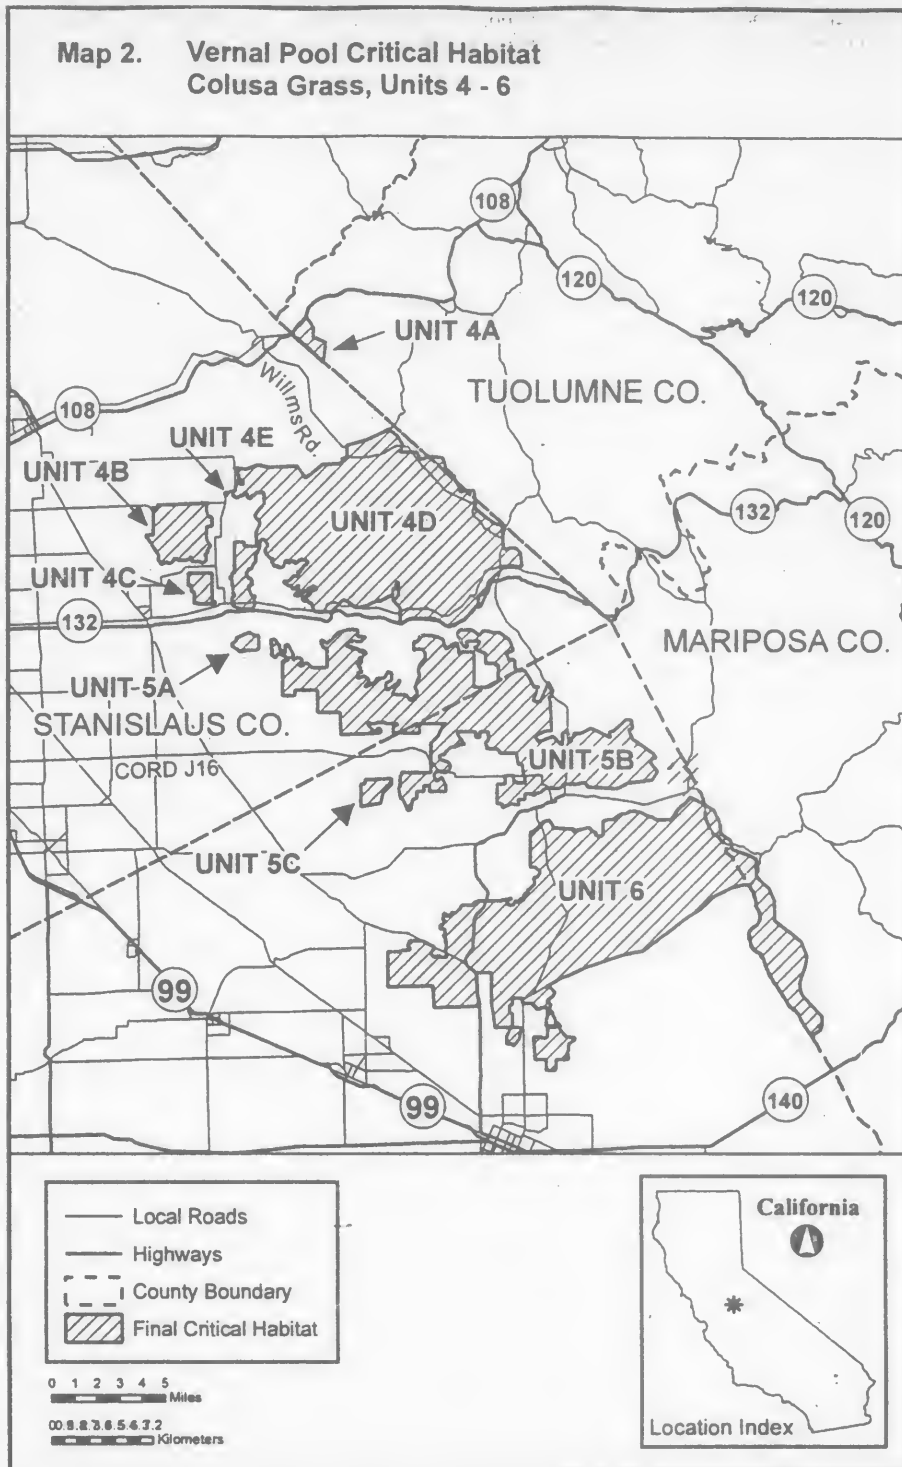 Map 2. Vernal Pool Critical Habitat
Colusa Grass, Units 4 - 6
108
120
120
UNIT 4A
TUOLUMNE CO.
Willms Rd.
108
UNIT 4E
UNIT 4B
UNIT 4D
132
120
UNIT 4C
132
MARIPOSA CO.
UNIT 5A
STANISLAUS CO.
UNIT 5B
CORD J16
UNIT 5C
UNIT 6
99
99
140
Local Roads
Highways
County Boundary
Final Critical Habitat
0 1 2 3 4 5
Miles
Kilometers
California
Location Index